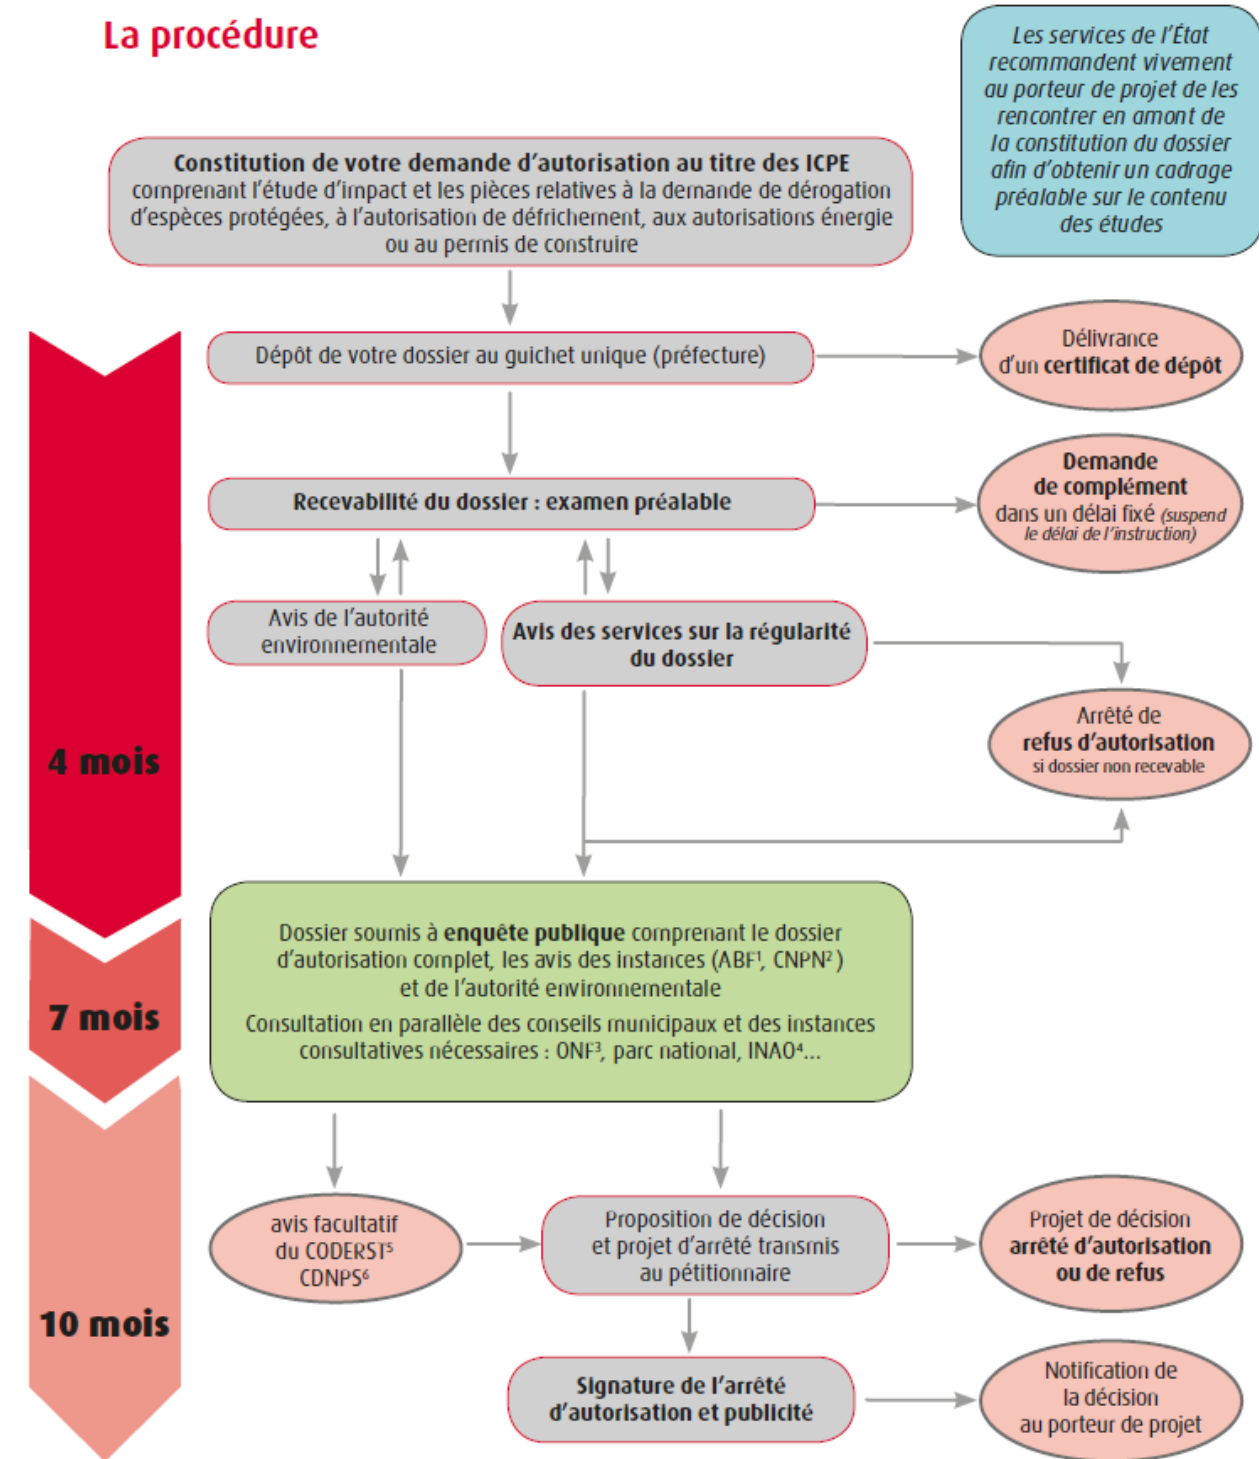 La procédure
Les services de l’État
recommandent vivement
au porteur de projet de les
rencontrer en amont de
la constitution du dossier
afin d’obtenir un cadrage
préalable sur le contenu
des études
Constitution de votre demande d’autorisation au titre des ICPE
comprenant l’étude d’impact et les pièces relatives à la demande de dérogation
d’espèces protégées, à l’autorisation de défrichement, aux autorisations énergie
ou au permis de construire
Dépôt de votre dossier au guichet unique (préfecture)
Délivrance
d’un certificat de dépôt
Recevabilité du dossier : examen préalable
Demande
de complément
dans un délai fixé (suspend
le délai de l’instruction)
Avis de l’autorité
environnementale
Avis des services sur la régularité
du dossier
Arrêté de
refus d’autorisation
si dossier non recevable
4 mois
Dossier soumis à enquête publique comprenant le dossier
d’autorisation complet, les avis des instances (ABF¹, CNPN²)
et de l’autorité environnementale
Consultation en parallèle des conseils municipaux et des instances
consultatives nécessaires : ONF³, parc national, INAO⁴...
7 mois
avis facultatif
du CODERST⁵
CDNPS⁶
Proposition de décision
et projet d’arrêté transmis
au pétitionnaire
Projet de décision
arrêté d’autorisation
ou de refus
10 mois
Signature de l’arrêté
d’autorisation et publicité
Notification de
la décision
au porteur de projet